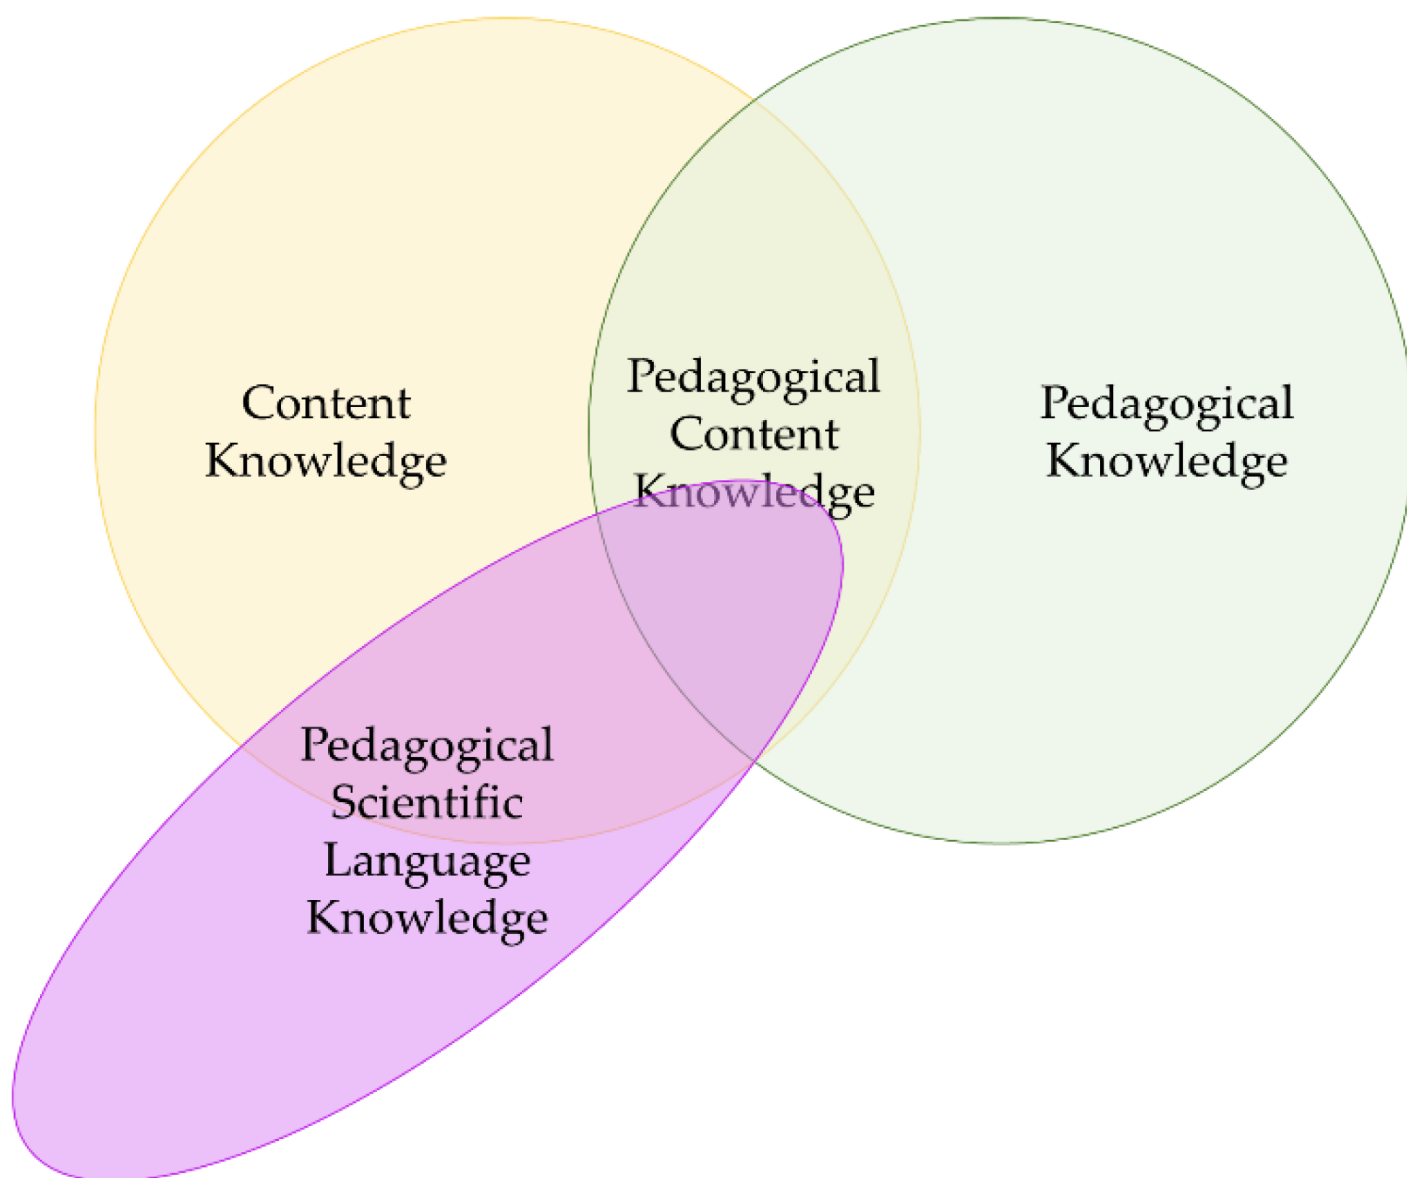 Content
Knowledge
Pedagogical
Content
Knowledge
Pedagogical
Knowledge
Pedagogical
Scientific
Language
Knowledge